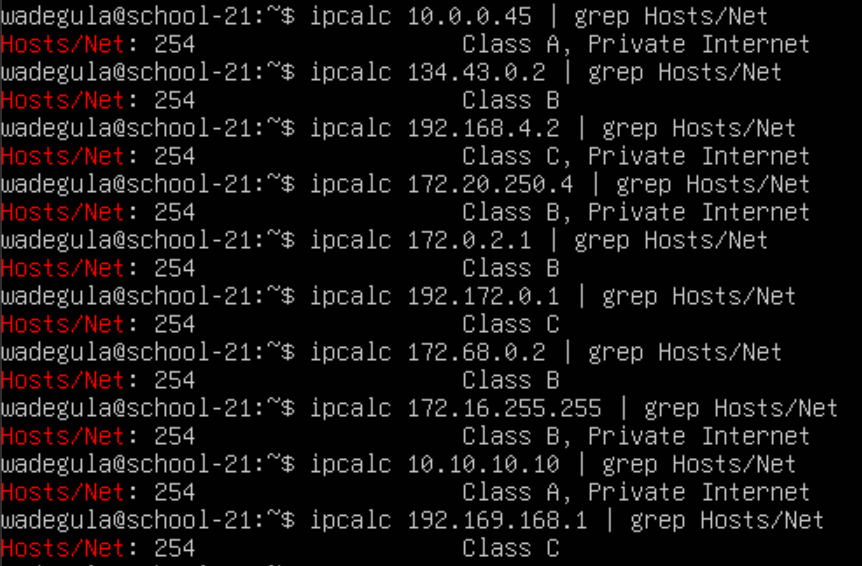 wadegula@school-21:~$ ipcalc 10.0.0.45 | grep Hosts/Net
Hosts/Net: 254 Class A, Private Internet
wadegula@school-21:~$ ipcalc 134.43.0.2 | grep Hosts/Net
Hosts/Net: 254 Class B
wadegula@school-21:~$ ipcalc 192.168.4.2 | grep Hosts/Net
Hosts/Net: 254 Class C, Private Internet
wadegula@school-21:~$ ipcalc 172.20.250.4 | grep Hosts/Net
Hosts/Net: 254 Class B, Private Internet
wadegula@school-21:~$ ipcalc 172.0.2.1 | grep Hosts/Net
Hosts/Net: 254 Class B
wadegula@school-21:~$ ipcalc 192.172.0.1 | grep Hosts/Net
Hosts/Net: 254 Class C
wadegula@school-21:~$ ipcalc 172.68.0.2 | grep Hosts/Net
Hosts/Net: 254 Class B
wadegula@school-21:~$ ipcalc 172.16.255.255 | grep Hosts/Net
Hosts/Net: 254 Class B, Private Internet
wadegula@school-21:~$ ipcalc 10.10.10.10 | grep Hosts/Net
Hosts/Net: 254 Class A, Private Internet
wadegula@school-21:~$ ipcalc 192.169.168.1 | grep Hosts/Net
Hosts/Net: 254 Class C